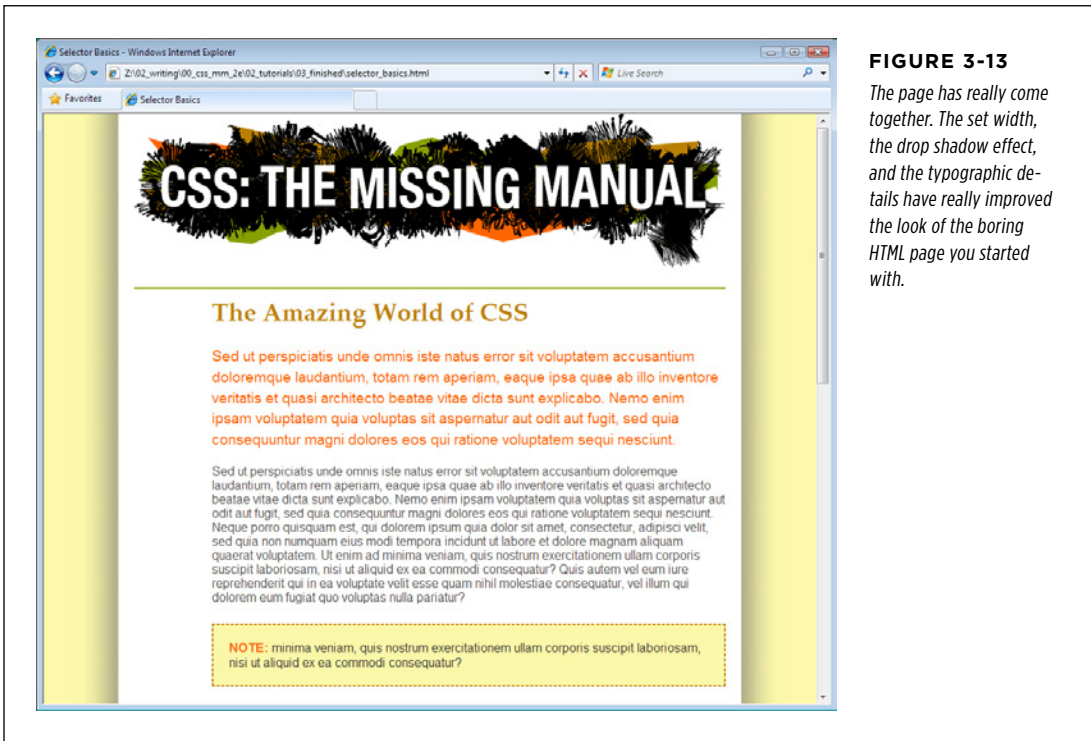 Selector Basics - Windows Internet Explorer
Z:\02_writing\00_css_mm_2e\02_tutorials\03_finished\selector_basics.html
Live Search
Favorites
Selector Basics
CSS: THE MISSING MANUAL
The Amazing World of CSS
Sed ut perspiciatis unde omnis iste natus error sit voluptatem accusantium
doloremque laudantium, totam rem aperiam, eaque ipsa quae ab illo inventore
veritatis et quasi architecto beatae vitae dicta sunt explicabo. Nemo enim
ipsam voluptatem quia voluptas sit aspernatur aut odit aut fugit, sed quia
consequuntur magni dolores eos qui ratione voluptatem sequi nesciunt.
Sed ut perspiciatis unde omnis iste natus error sit voluptatem accusantium doloremque
laudantium, totam rem aperiam, eaque ipsa quae ab illo inventore veritatis et quasi architecto
beatae vitae dicta sunt explicabo. Nemo enim ipsam voluptatem quia voluptas sit aspernatur aut
odit aut fugit, sed quia consequuntur magni dolores eos qui ratione voluptatem sequi nesciunt.
Neque porro quisquam est, qui dolorem ipsum quia dolor sit amet, consectetur, adipisci velit,
sed quia non numquam eius modi tempora incidunt ut labore et dolore magnam aliquam
quaerat voluptatem. Ut enim ad minima veniam, quis nostrum exercitationem ullam corporis
suscipit laboriosam, nisi ut aliquid ex ea commodi consequatur? Quis autem vel eum iure
reprehenderit qui in ea voluptate velit esse quam nihil molestiae consequatur, vel illum qui
dolorem eum fugiat quo voluptas nulla pariatur?
NOTE: minima veniam, quis nostrum exercitationem ullam corporis suscipit laboriosam,
nisi ut aliquid ex ea commodi consequatur?
FIGURE 3-13
The page has really come
together. The set width,
the drop shadow effect,
and the typographic de-
tails have really improved
the look of the boring
HTML page you started
with.